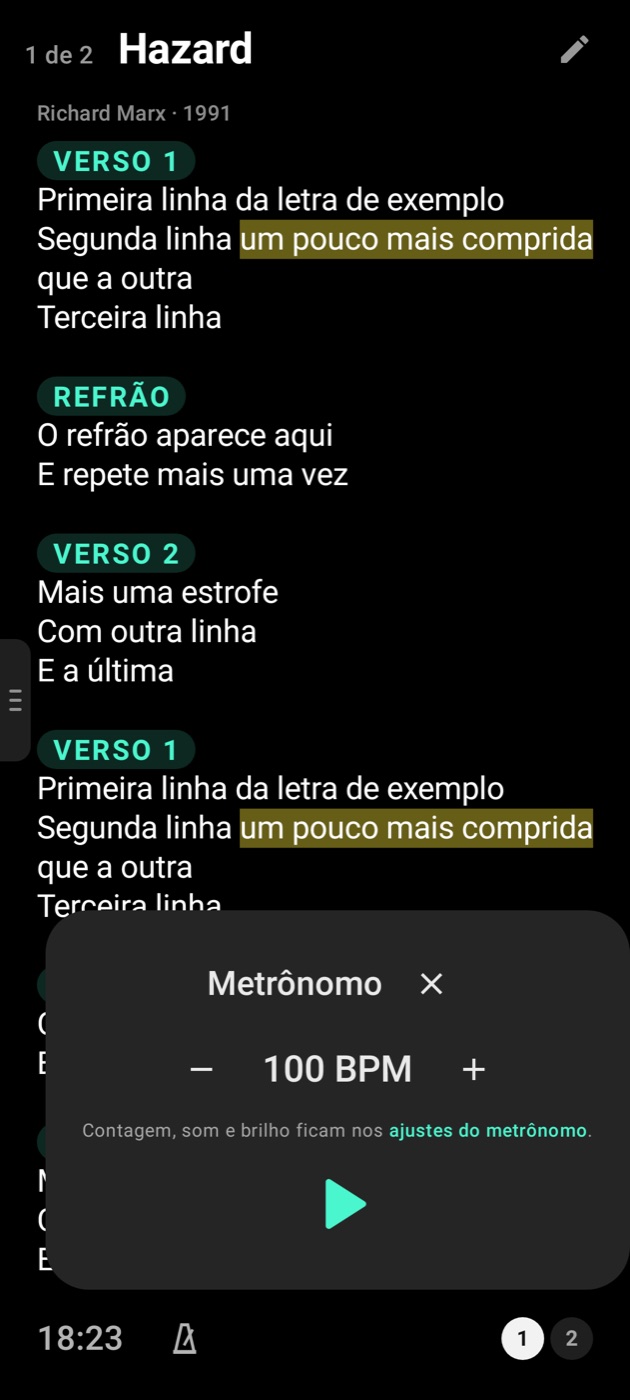 1 de 2 Hazard
Richard Marx · 1991
VERSO 1
Primeira linha da letra de exemplo
Segunda linha um pouco mais comprida
que a outra
Terceira linha
REFRÃO
O refrão aparece aqui
E repete mais uma vez
VERSO 2
Mais uma estrofe
Com outra linha
E a última
VERSO 1
Primeira linha da letra de exemplo
Segunda linha um pouco mais comprida
que a outra
Terceira linha
Metrônomo
100 BPM
Contagem, som e brilho ficam nos ajustes do metrônomo.
18:23
1 2